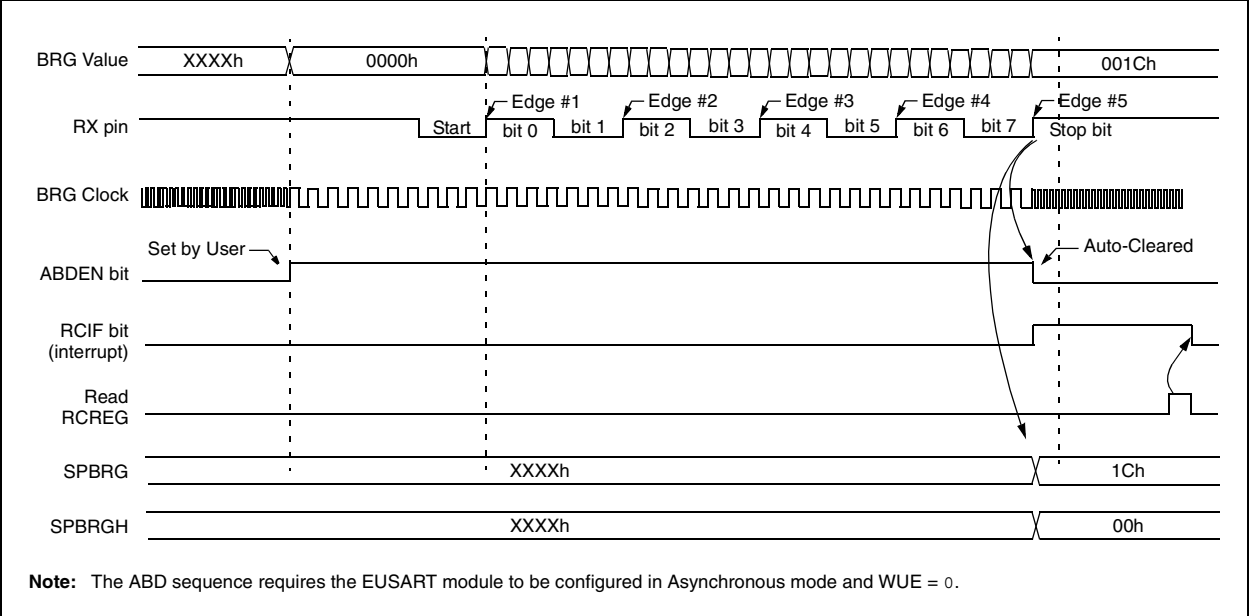 BRG Value XXXXh 0000h 001Ch
Edge #1 Edge #2 Edge #3 Edge #4 Edge #5
RX pin Start bit 0 bit 1 bit 2 bit 3 bit 4 bit 5 bit 6 bit 7 Stop bit
BRG Clock
Set by User Auto-Cleared
ABDEN bit
RCIF bit
(interrupt)
Read
RCREG
SPBRG XXXXh 1Ch
SPBRGH XXXXh 00h
Note: The ABD sequence requires the EUSART module to be configured in Asynchronous mode and WUE = 0.